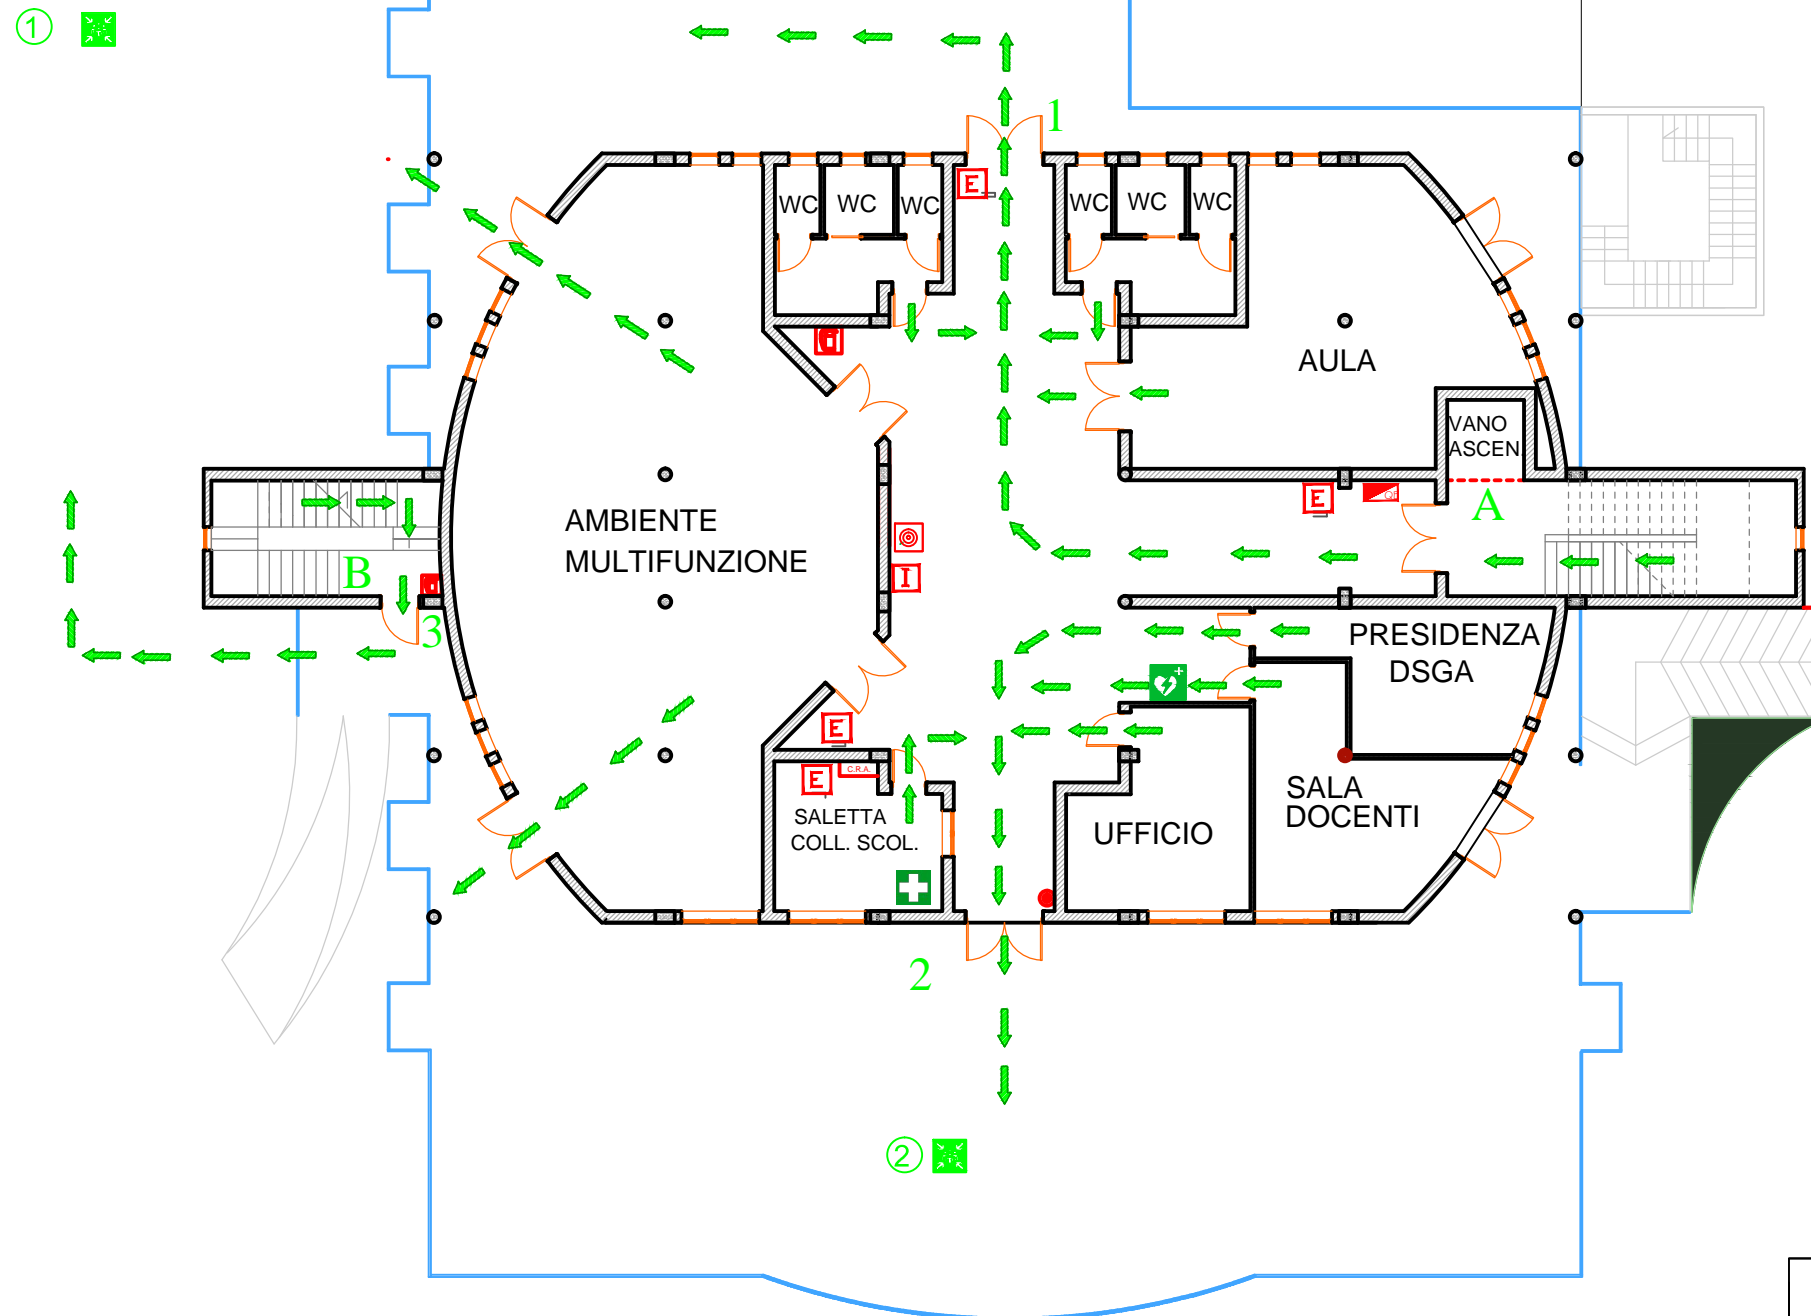 1
1
WC WC WC
WC WC WC
E
AULA
VANO
ASCEN.
E
A
AMBIENTE
MULTIFUNZIONE
I
B
3
PRESIDENZA
DSGA
E
E
C.R.A.
SALETTA
COLL. SCOL.
UFFICIO
SALA
DOCENTI
2
2